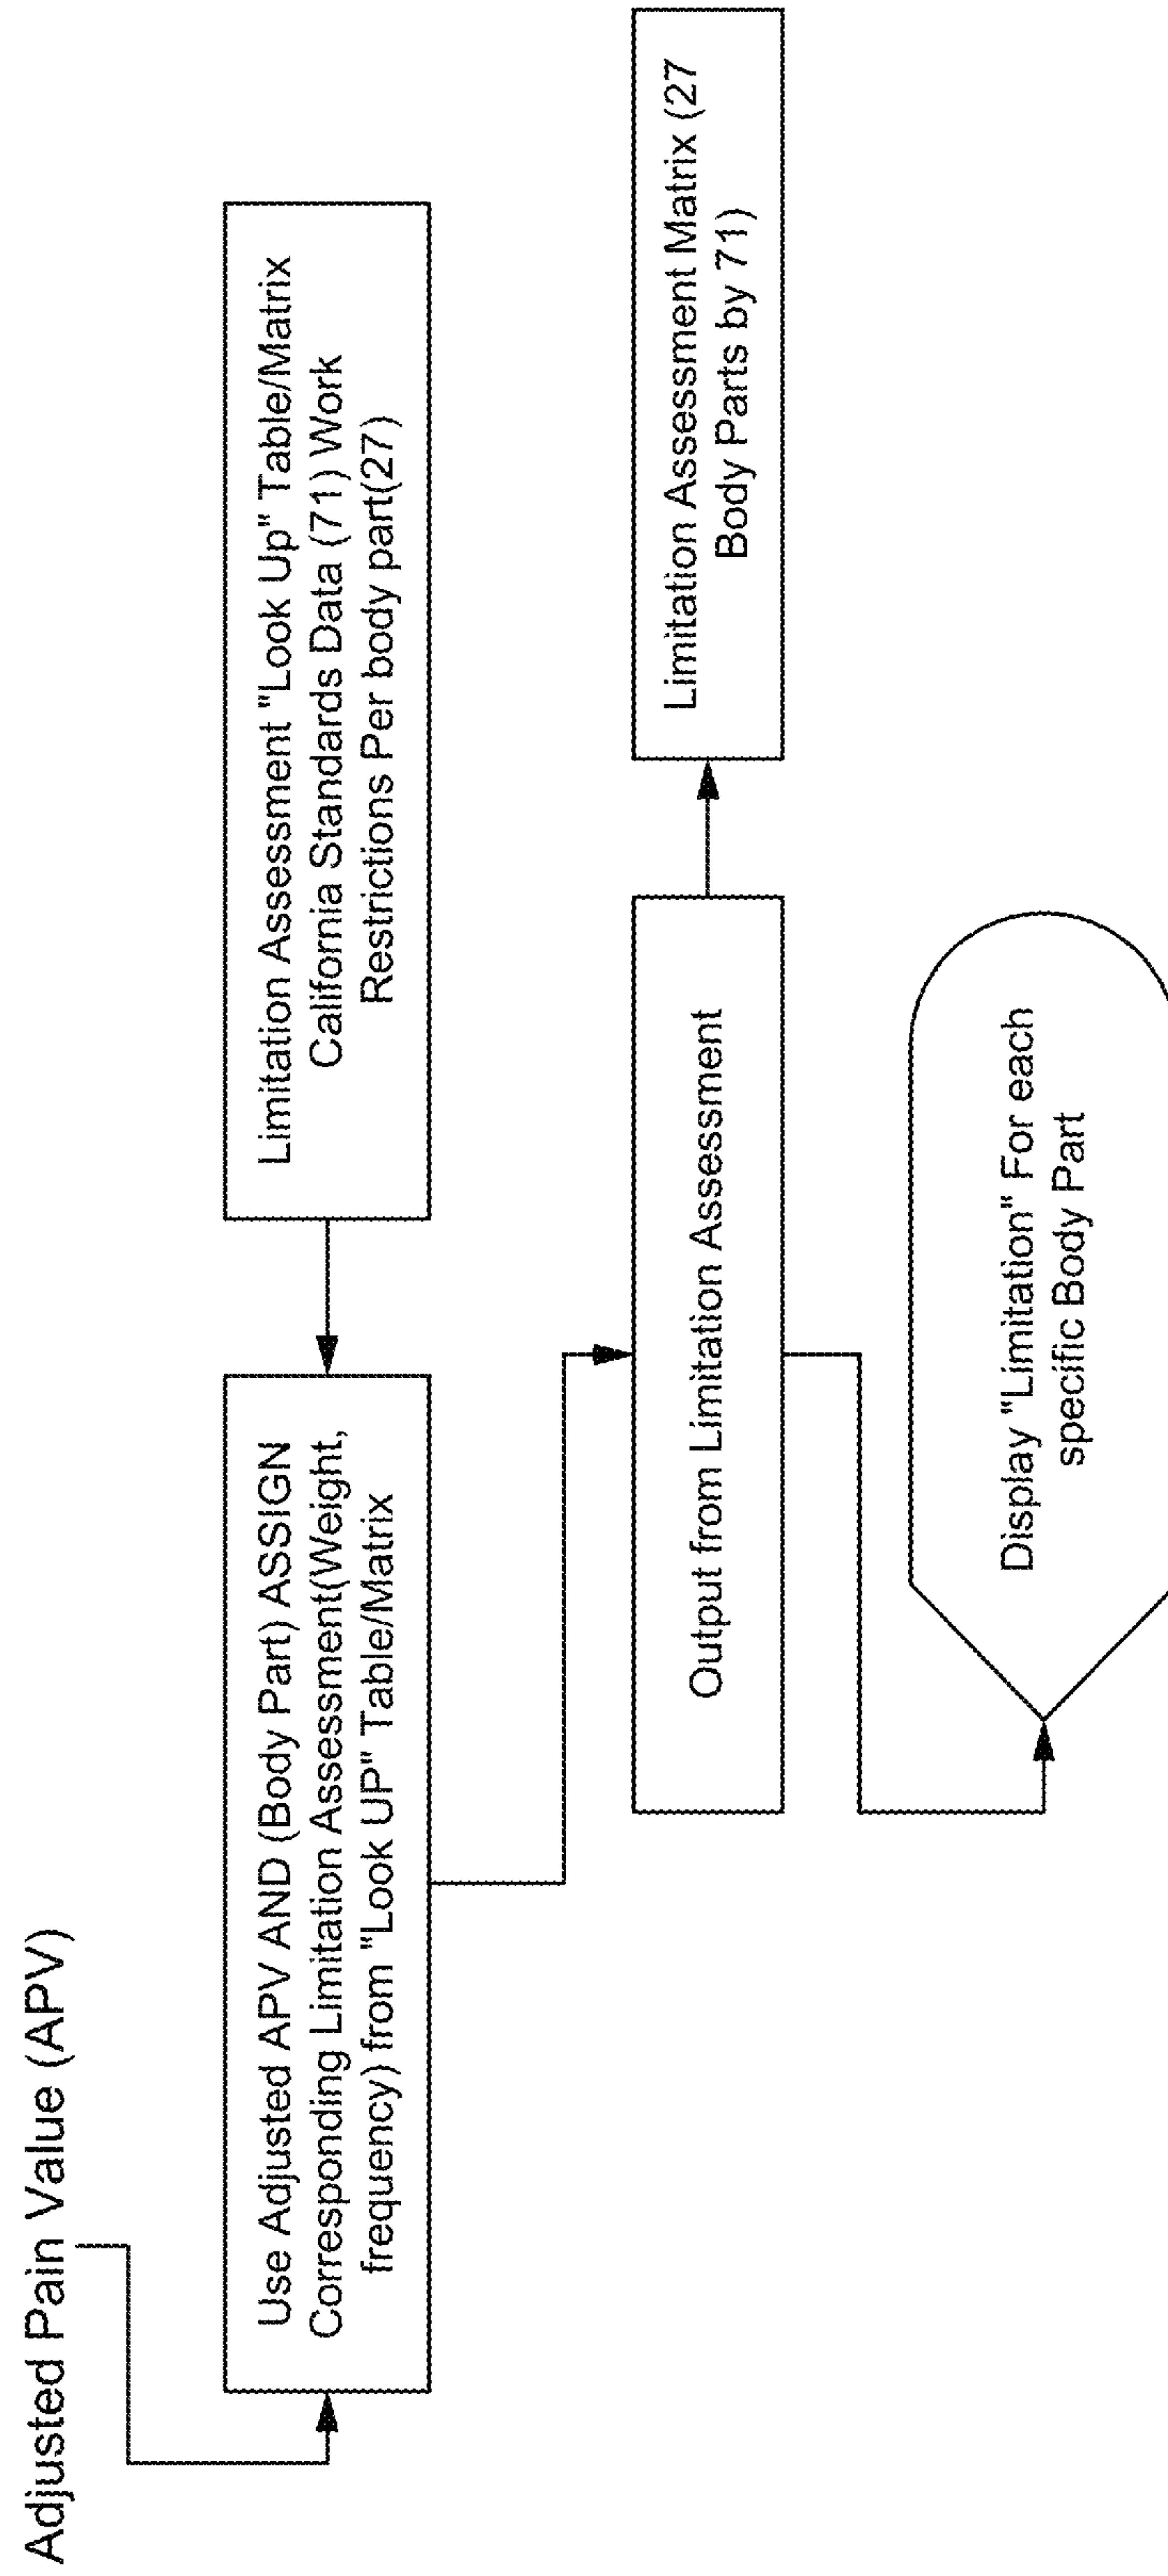 Adjusted Pain Value (APV)
Use Adjusted APV AND (Body Part) ASSIGN
Corresponding Limitation Assessment(Weight,
frequency) from "Look UP" Table/Matrix
Limitation Assessment "Look Up" Table/Matrix
California Standards Data (71) Work
Restrictions Per body part(27)
Output from Limitation Assessment
Limitation Assessment Matrix (27
Body Parts by 71)
Display "Limitation" For each
specific Body Part